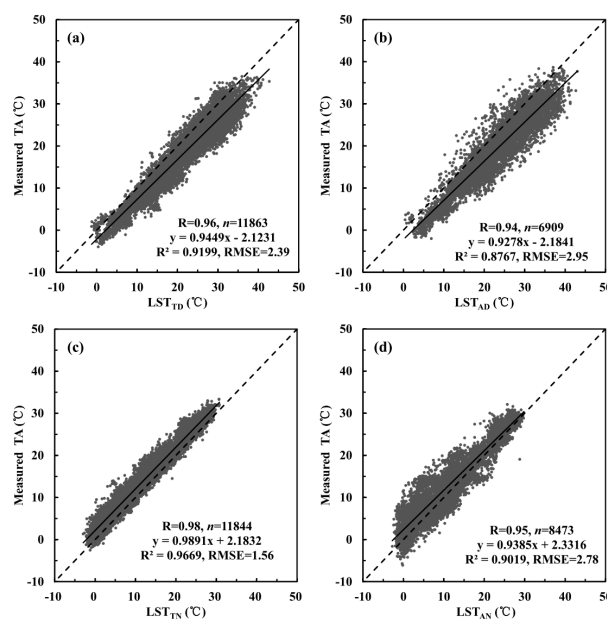 50
(a)
40
30
20
10
0
-10
Measured TA (℃)
R=0.96, n=11863
y = 0.9449x - 2.1231
R² = 0.9199, RMSE=2.39
-10 0 10 20 30 40 50
LST_TD (℃)
50
(b)
40
30
20
10
0
-10
Measured TA (℃)
R=0.94, n=6909
y = 0.9278x - 2.1841
R² = 0.8767, RMSE=2.95
-10 0 10 20 30 40 50
LST_AD (℃)
50
(c)
40
30
20
10
0
-10
Measured TA (℃)
R=0.98, n=11844
y = 0.9891x + 2.1832
R² = 0.9669, RMSE=1.56
-10 0 10 20 30 40 50
LST_TN (℃)
50
(d)
40
30
20
10
0
-10
Measured TA (℃)
R=0.95, n=8473
y = 0.9385x + 2.3316
R² = 0.9019, RMSE=2.78
-10 0 10 20 30 40 50
LST_AN (℃)